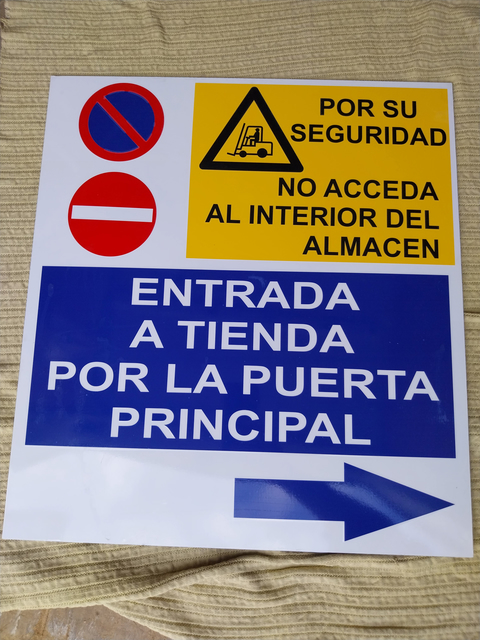 POR SU
SEGURIDAD
NO ACCEDA
AL INTERIOR DEL
ALMACEN
ENTRADA
A TIENDA
POR LA PUERTA
PRINCIPAL